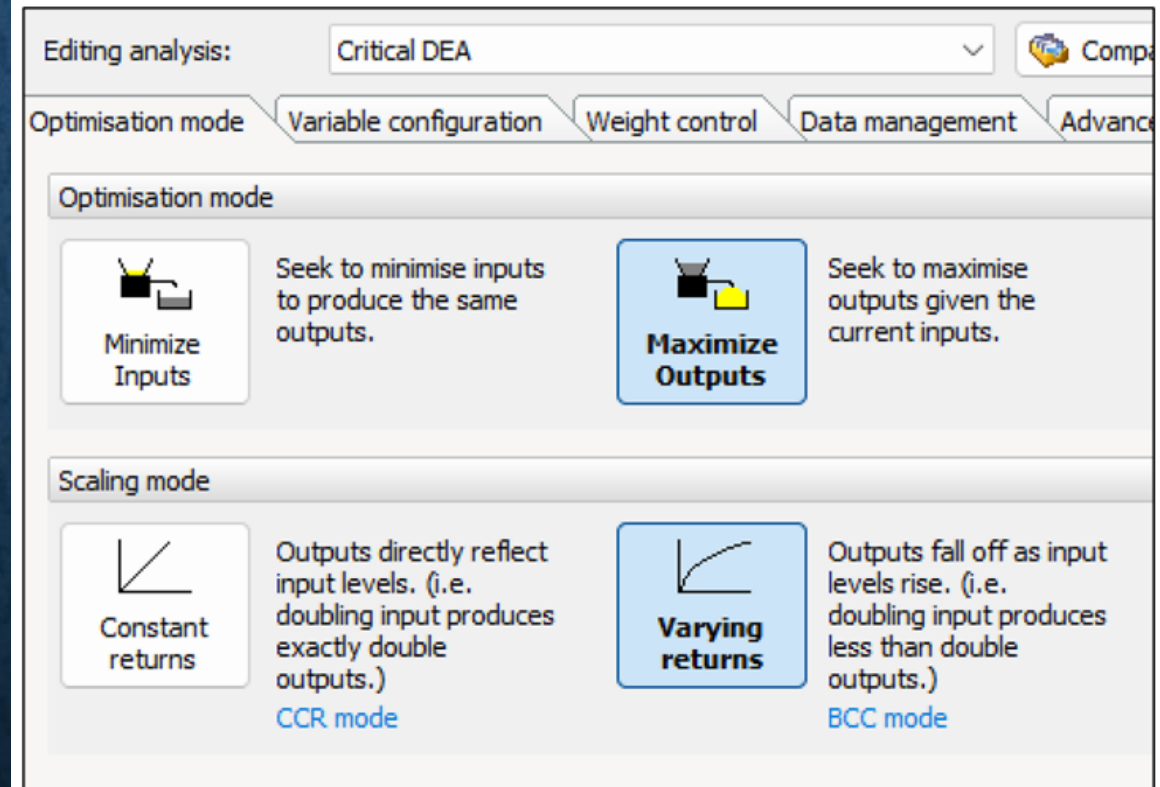 Editing analysis:
Critical DEA
Optimisation mode
Variable configuration
Weight control
Data management
Optimisation mode
Minimize
Inputs
Seek to minimise inputs
to produce the same
outputs.
Maximize
Outputs
Seek to maximise
outputs given the
current inputs.
Scaling mode
Constant
returns
Outputs directly reflect
input levels. (i.e.
doubling input produces
exactly double
outputs.)
CCR mode
Varying
returns
Outputs fall off as input
levels rise. (i.e.
doubling input produces
less than double
outputs.)
BCC mode